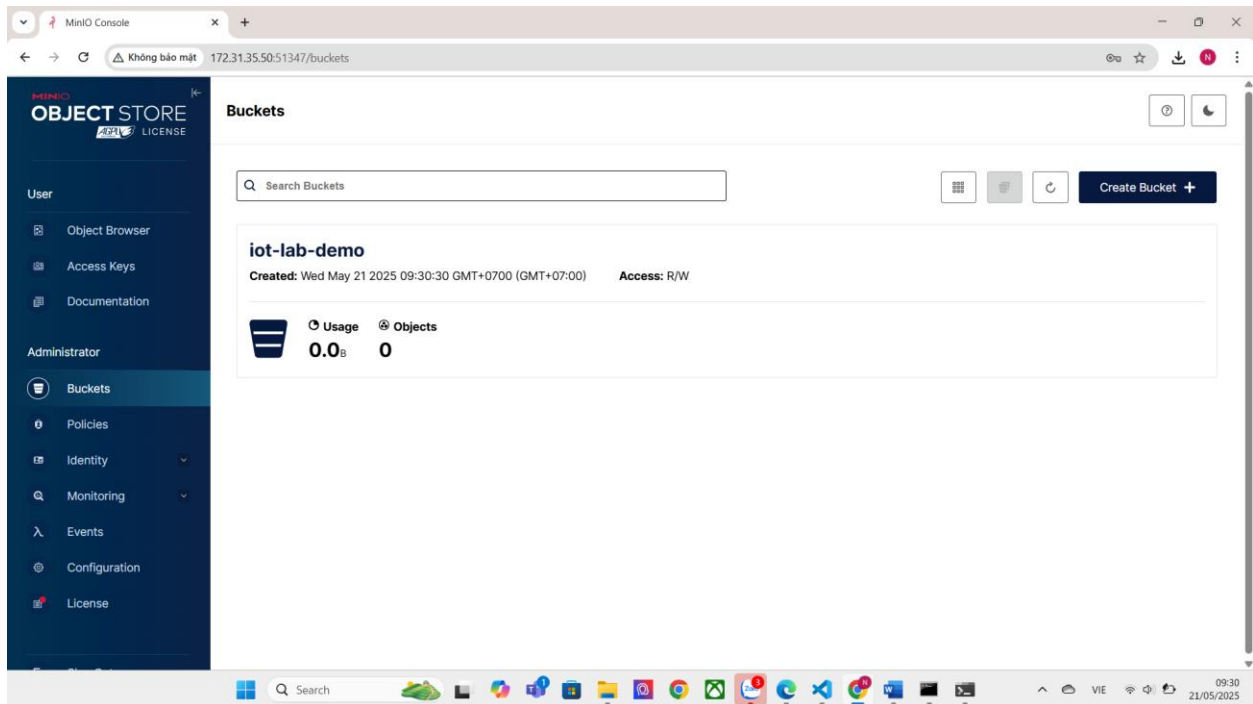 MinIO Console
Không bảo mật 172.31.35.50:51347/buckets
N
MINIO
OBJECT STORE
AGPLV3 LICENSE
User
Object Browser
Access Keys
Documentation
Administrator
Buckets
Policies
Identity
Monitoring
Events
Configuration
License
Buckets
Search Buckets
Create Bucket +
iot-lab-demo
Created: Wed May 21 2025 09:30:30 GMT+0700 (GMT+07:00) Access: R/W
Usage Objects
0.0B 0
Search
3
VIE
09:30
21/05/2025